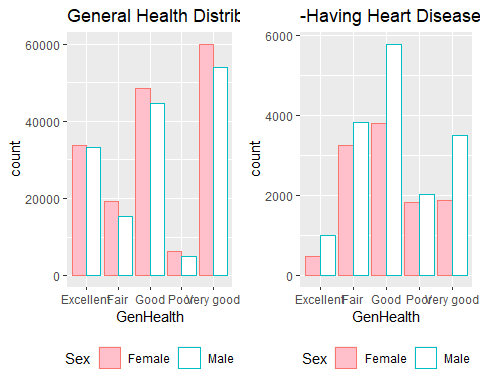 General Health Distrib
-Having Heart Disease
60000
40000
20000
0
count
Excellent Fair Good Poor Very good
GenHealth
Sex Female Male
6000
4000
2000
0
count
Excellent Fair Good Poor Very good
GenHealth
Sex Female Male